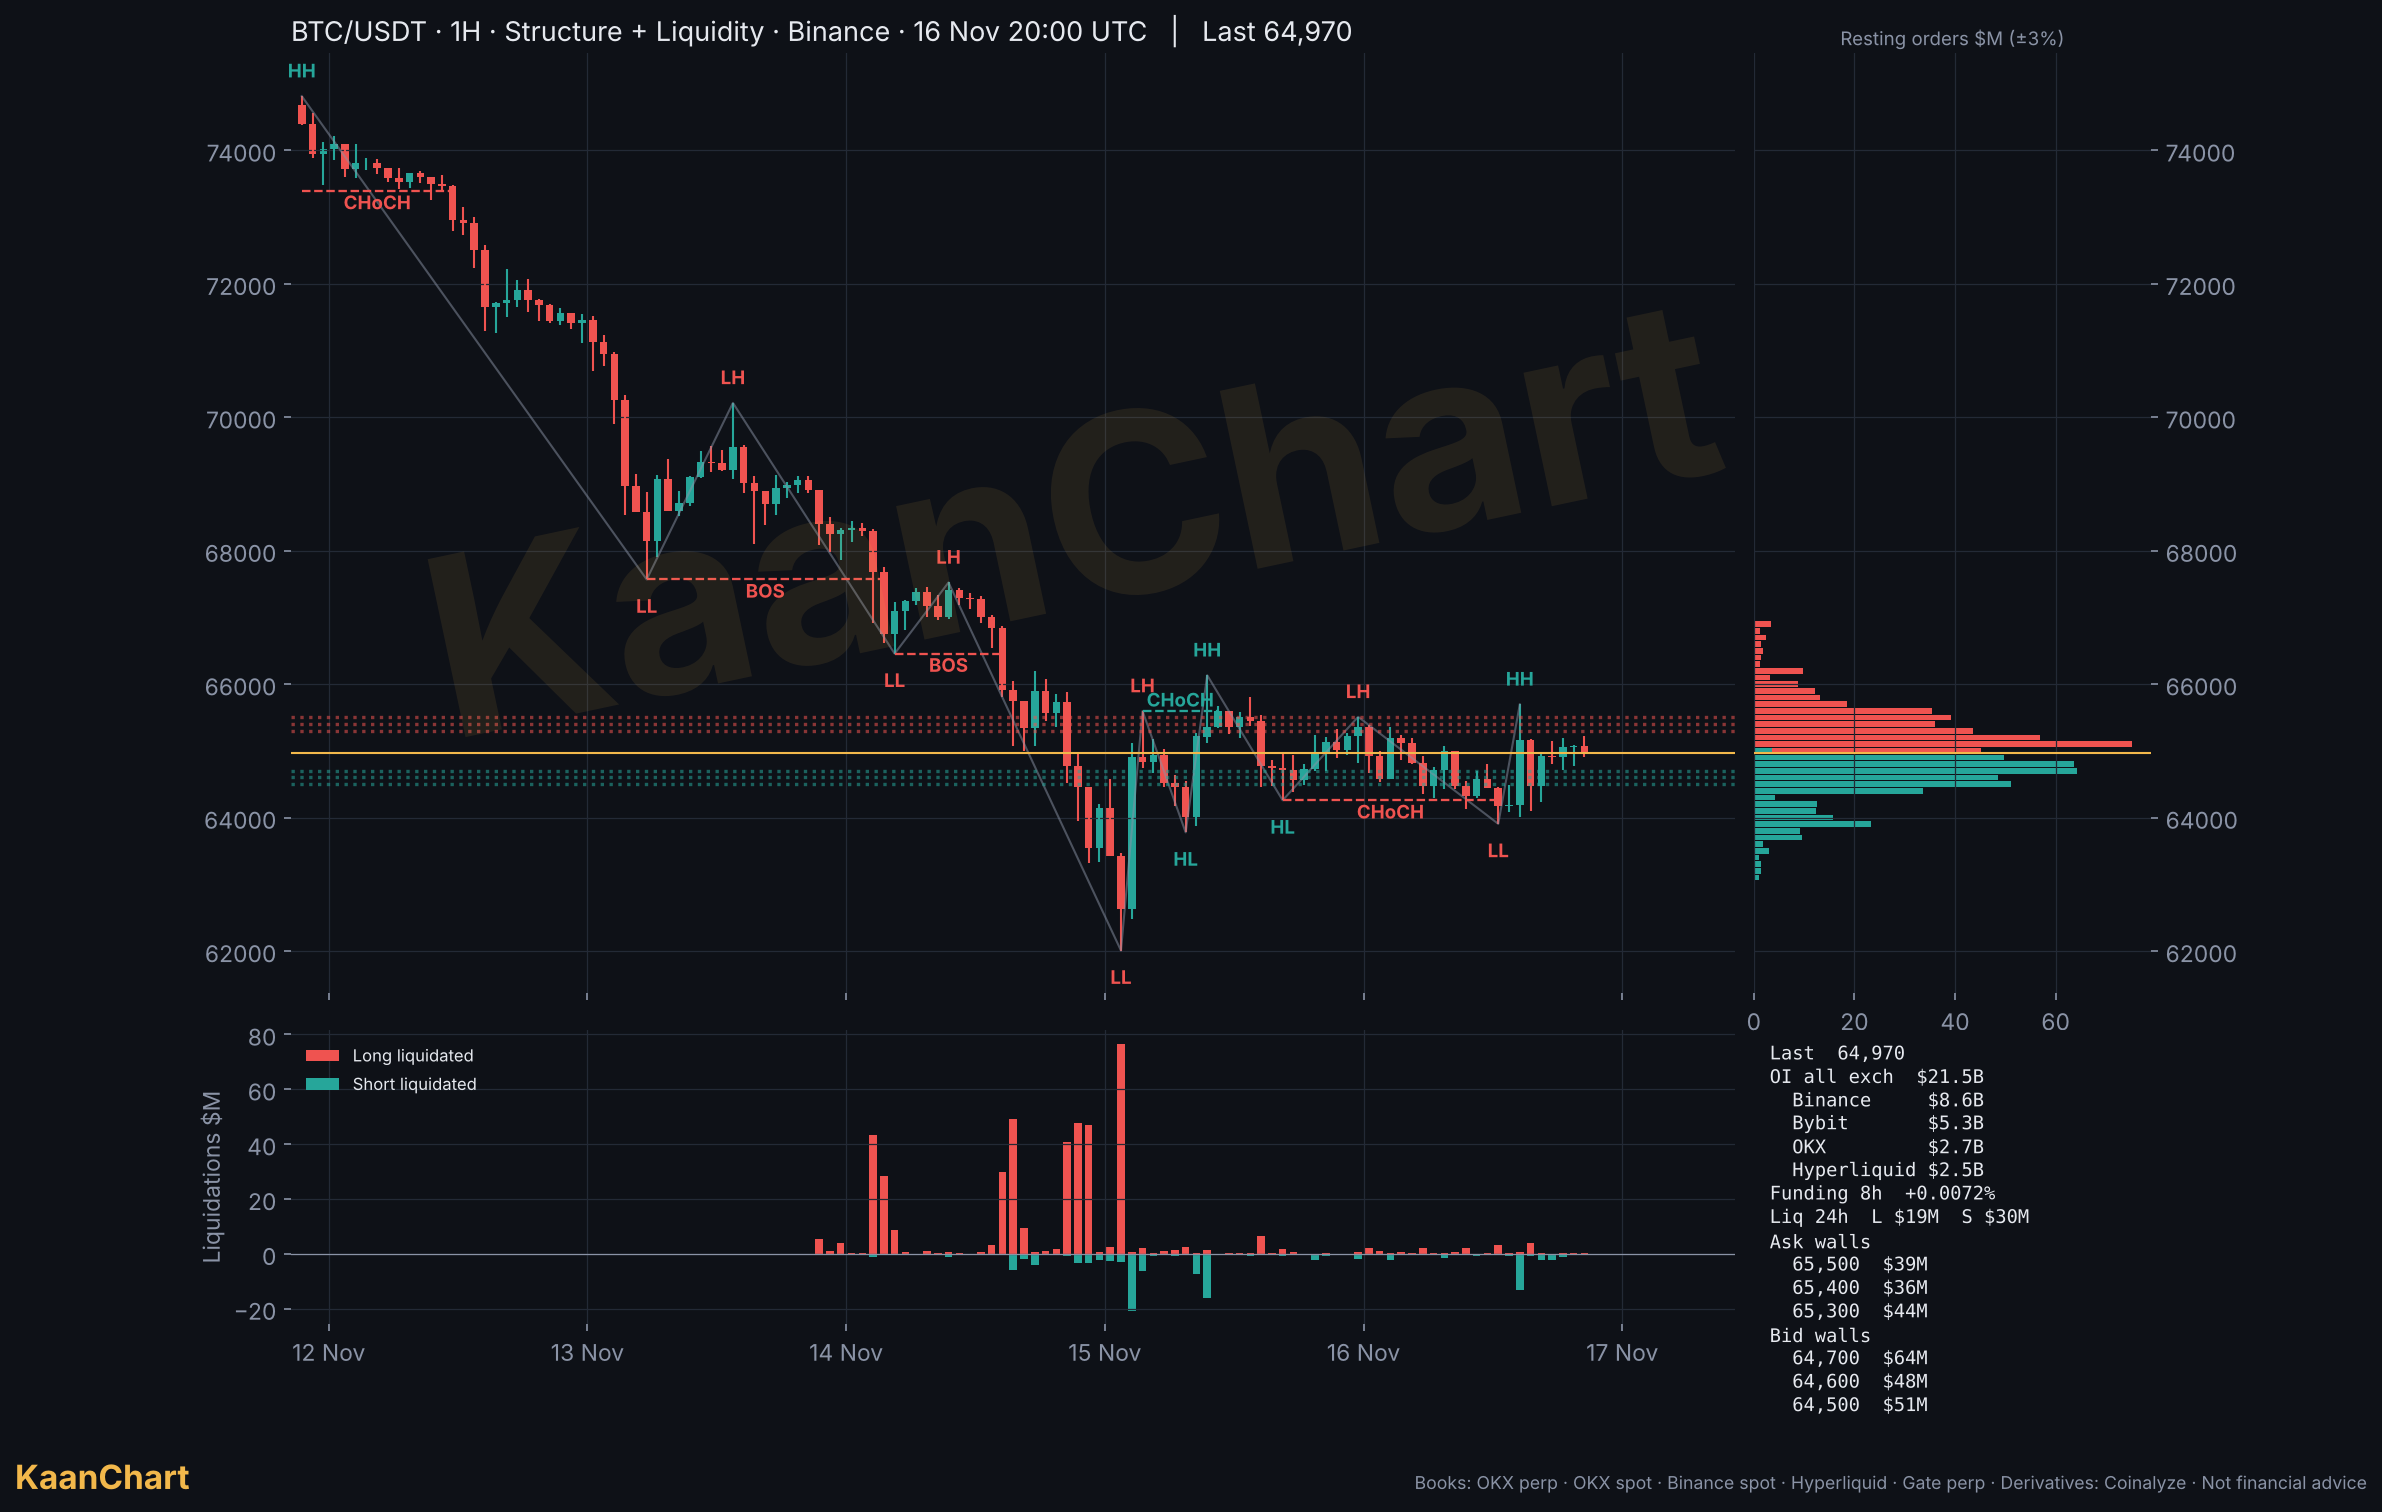 BTC/USDT · 1H · Structure + Liquidity · Binance · 16 Nov 20:00 UTC | Last 64,970
Resting orders $M (±3%)
HH
74000
74000
CHoCH
72000
72000
LH
70000
70000
68000
68000
LH
BOS
LL
BOS
HH
66000
LL
LH
CHoCH
LH
HH
66000
64000
64000
CHoCH
HL
HL
LL
62000
62000
LL
KaanChart
0 20 40 60
80
60
40
20
0
−20
Liquidations $M
Long liquidated
Short liquidated
12 Nov 13 Nov 14 Nov 15 Nov 16 Nov 17 Nov
Last 64,970
OI all exch $21.5B
Binance $8.6B
Bybit $5.3B
OKX $2.7B
Hyperliquid $2.5B
Funding 8h +0.0072%
Liq 24h L $19M S $30M
Ask walls
65,500 $39M
65,400 $36M
65,300 $44M
Bid walls
64,700 $64M
64,600 $48M
64,500 $51M
KaanChart
Books: OKX perp · OKX spot · Binance spot · Hyperliquid · Gate perp · Derivatives: Coinalyze · Not financial advice